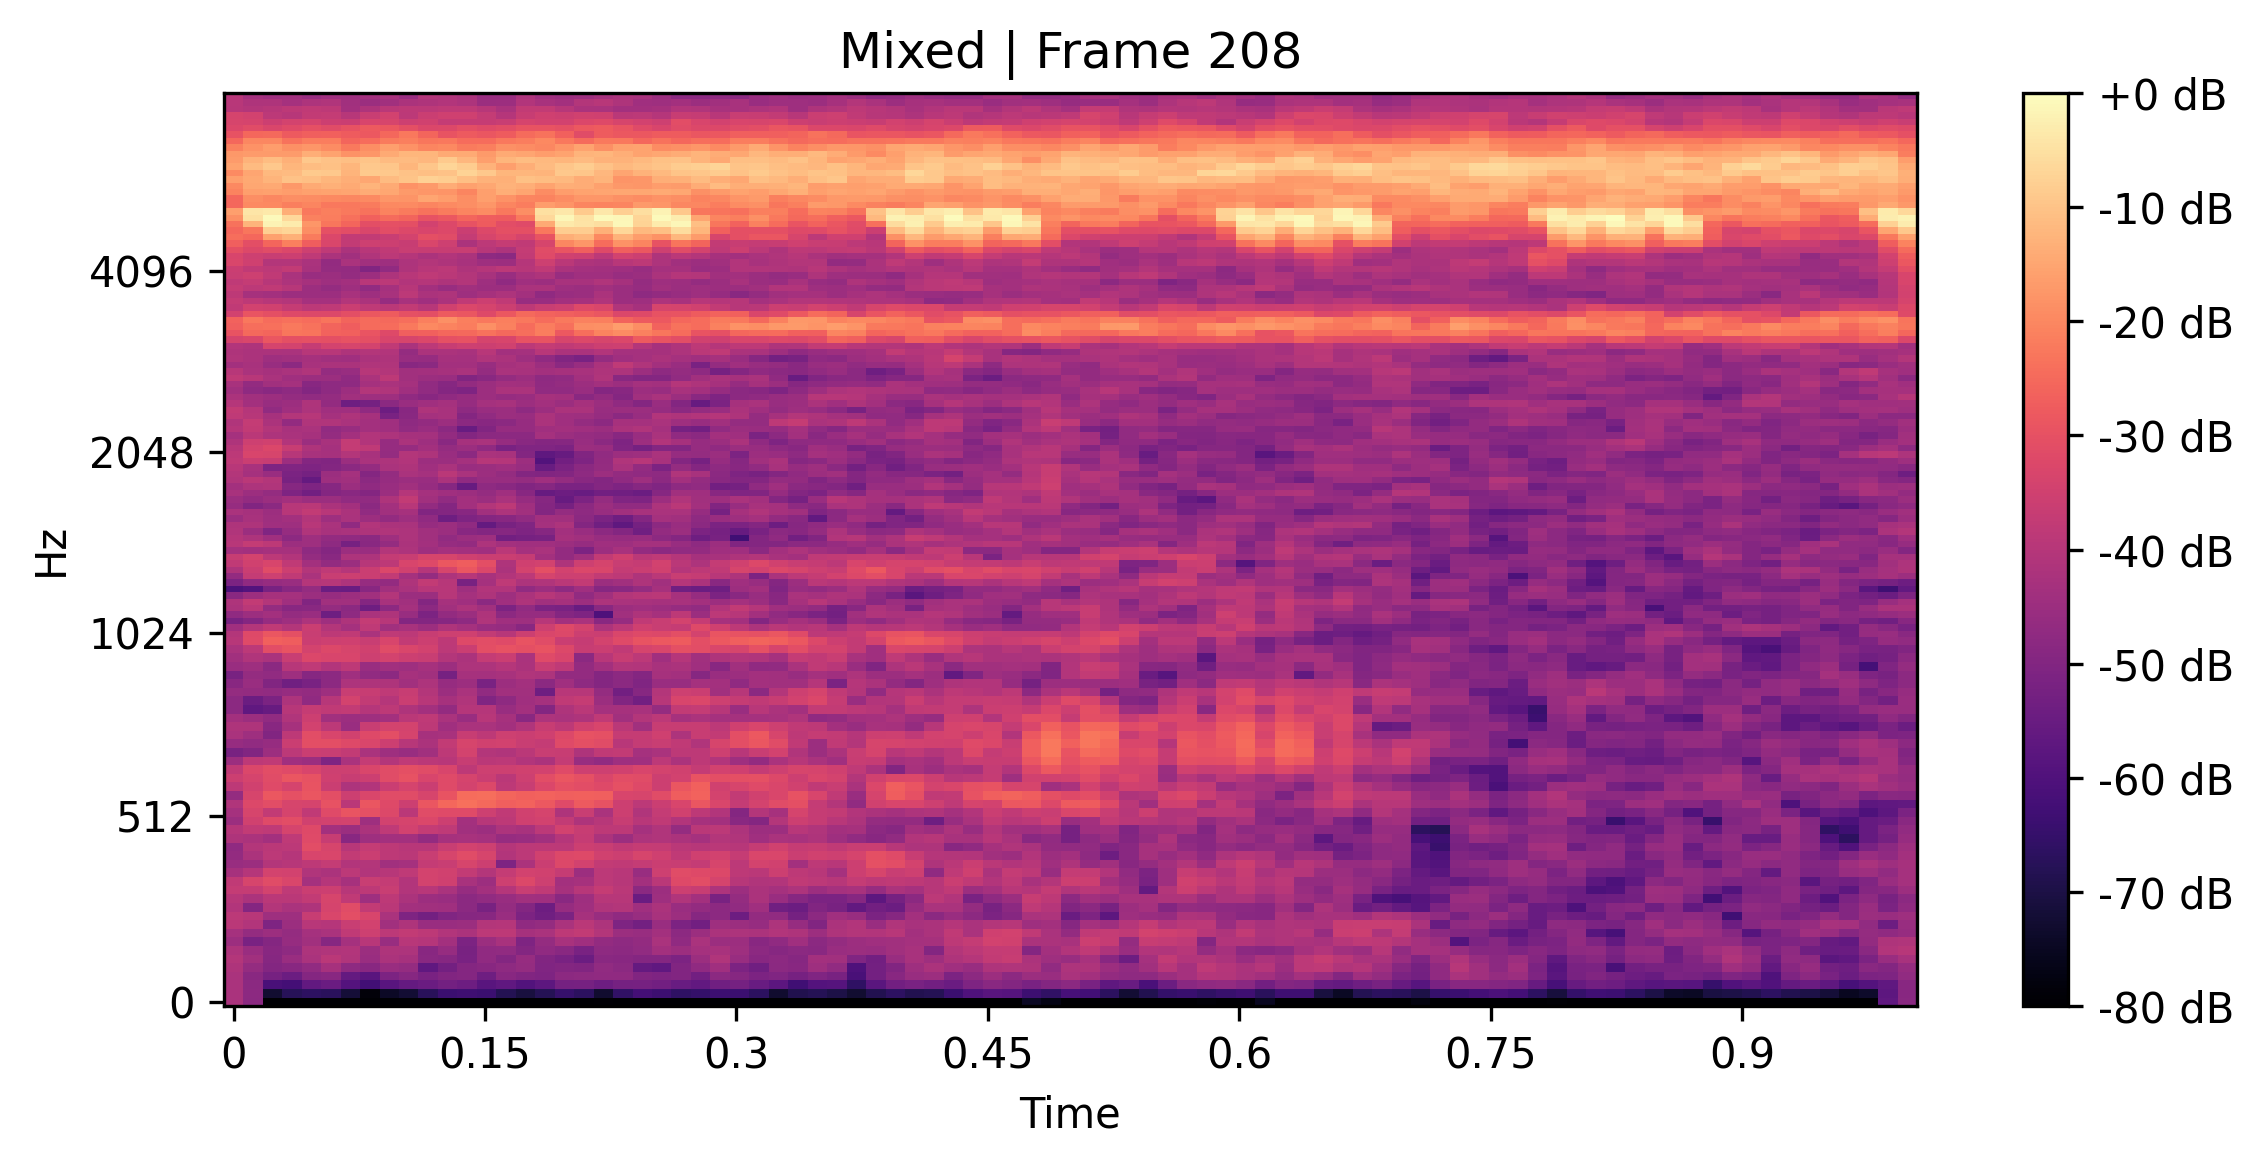 Mixed | Frame 208
+0 dB
-10 dB
-20 dB
-30 dB
-40 dB
-50 dB
-60 dB
-70 dB
-80 dB
Hz
4096
2048
1024
512
0
0 0.15 0.3 0.45 0.6 0.75 0.9
Time